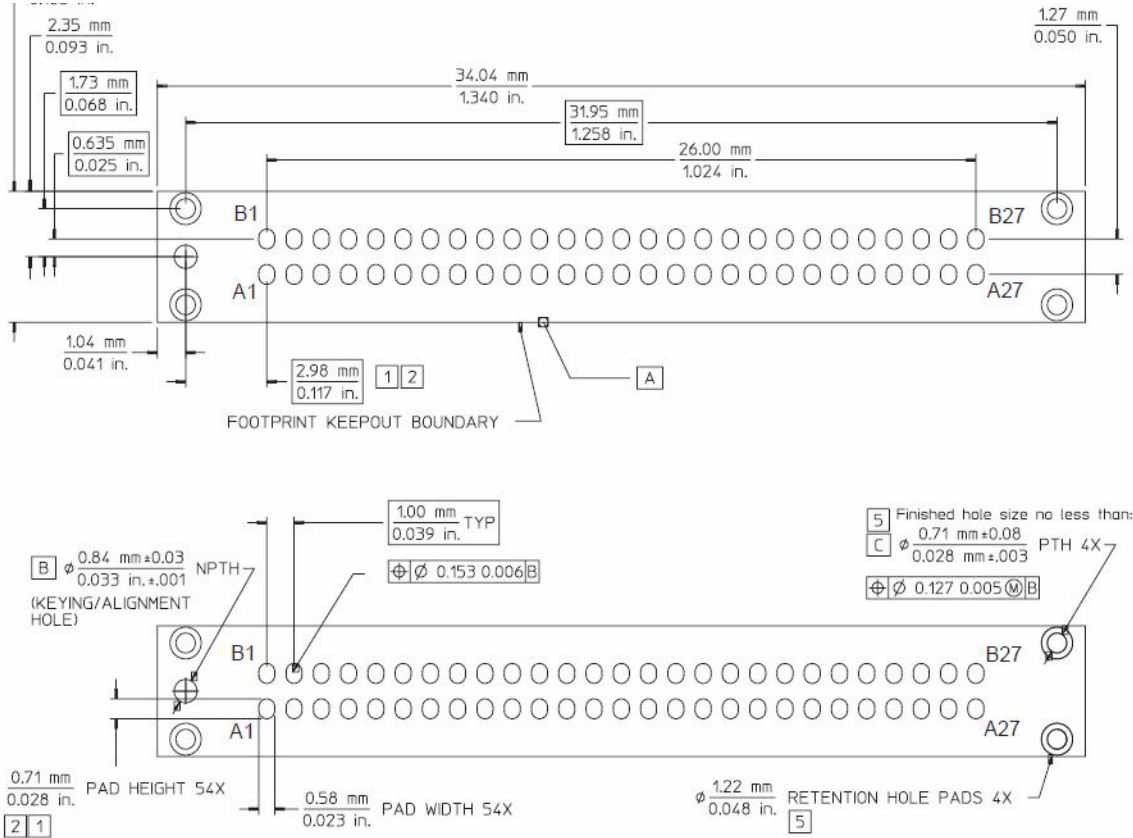 2.35 mm
0.093 in.
1.27 mm
0.050 in.
1.73 mm
0.068 in.
34.04 mm
1.340 in.
31.95 mm
1.258 in.
0.635 mm
0.025 in.
26.00 mm
1.024 in.
B1
B27
A1
A27
1.04 mm
0.041 in.
2.98 mm
0.117 in.
1 2
A
FOOTPRINT KEEPOUT BOUNDARY
1.00 mm
0.039 in.
TYP
⌖ Ø 0.153 0.006 B
5 Finished hole size no less than:
C Ø 0.71 mm±0.08
0.028 mm±.003
PTH 4X
⌖ Ø 0.127 0.005 Ⓜ B
B Ø 0.84 mm±0.03
0.033 in.±.001
NPTH
(KEYING/ALIGNMENT
HOLE)
B1
B27
A1
A27
0.71 mm
0.028 in.
PAD HEIGHT 54X
2 1
0.58 mm
0.023 in.
PAD WIDTH 54X
Ø 1.22 mm
0.048 in.
RETENTION HOLE PADS 4X
5